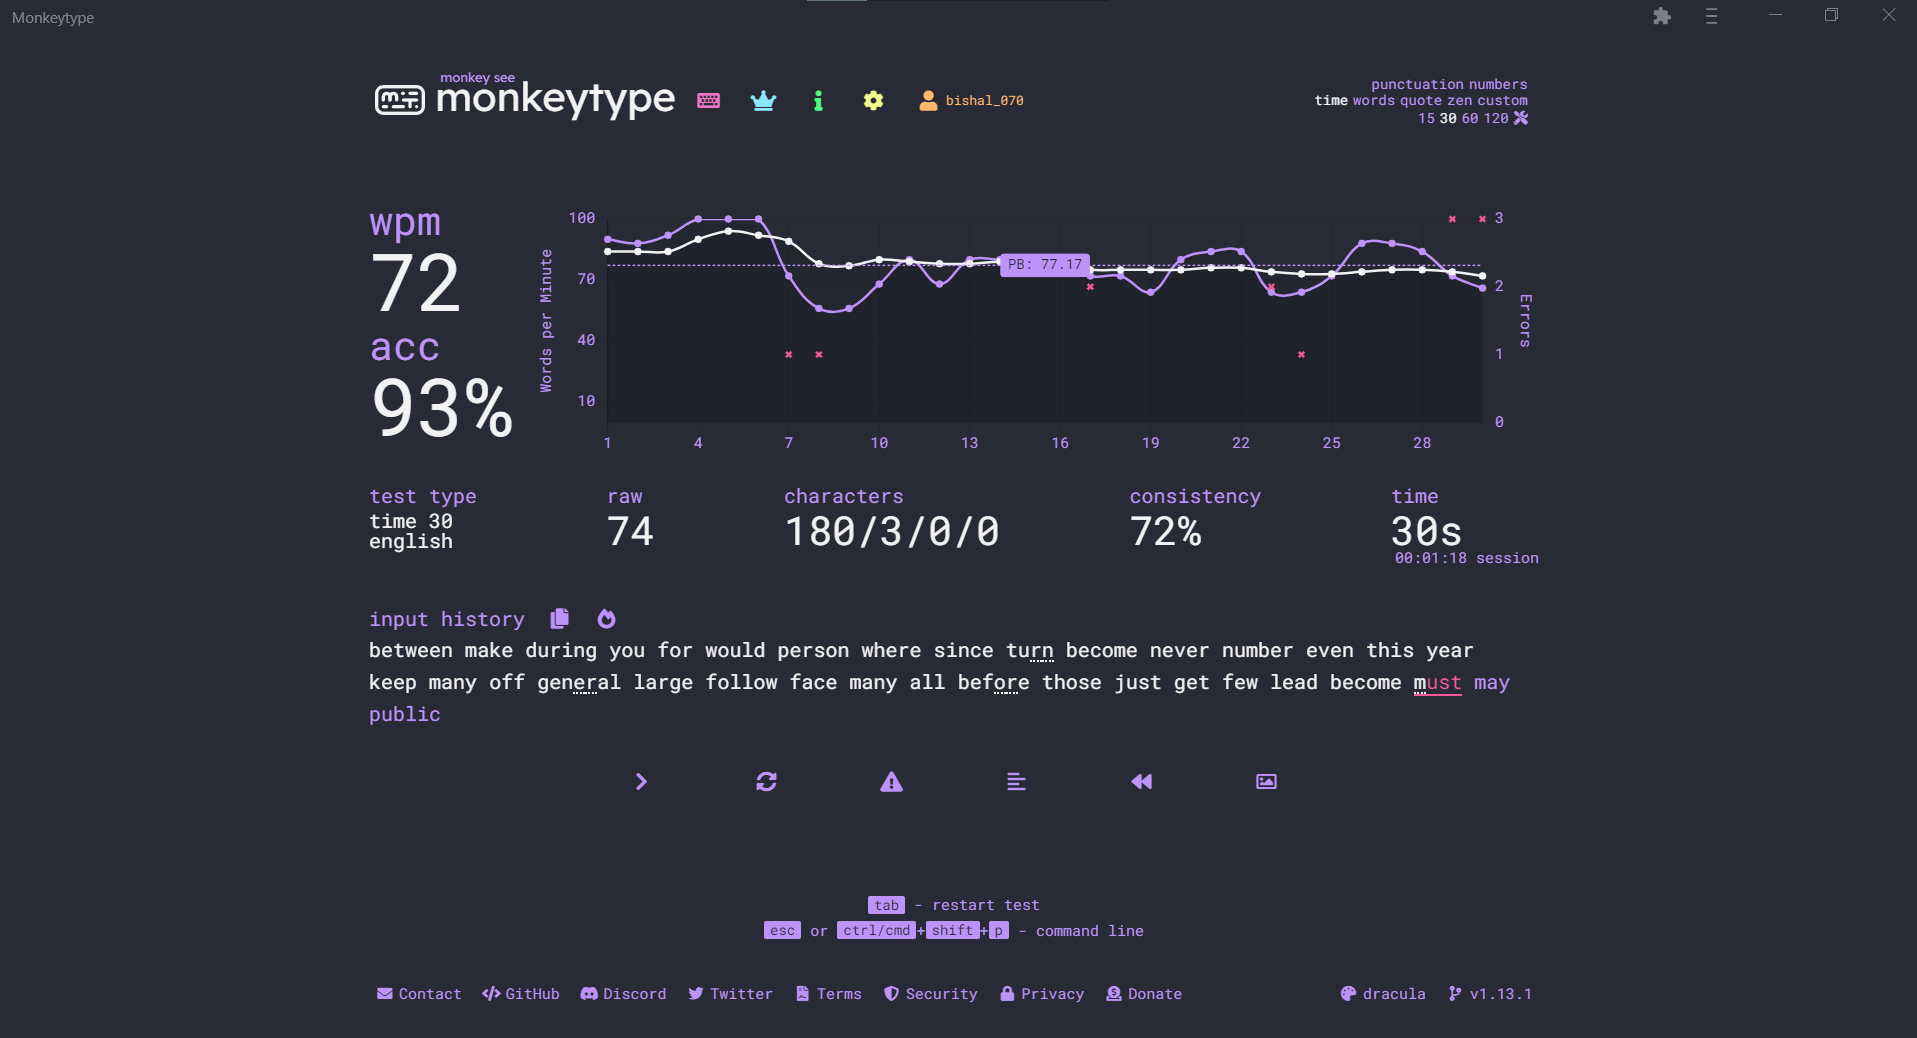 Monkeytype
monkey see
monkeytype
bishal_070
punctuation numbers
time words quote zen custom
15 30 60 120
wpm
72
acc
93%
Words per Minute
100
70
40
10
PB: 77.17
3
2
1
0
Errors
1 4 7 10 13 16 19 22 25 28
test type
time 30
english
raw
74
characters
180/3/0/0
consistency
72%
time
30s
00:01:18 session
input history
between make during you for would person where since turn become never number even this year
keep many off general large follow face many all before those just get few lead become must may
public
tab - restart test
esc or ctrl/cmd+shift+p - command line
Contact GitHub Discord Twitter Terms Security Privacy Donate dracula v1.13.1